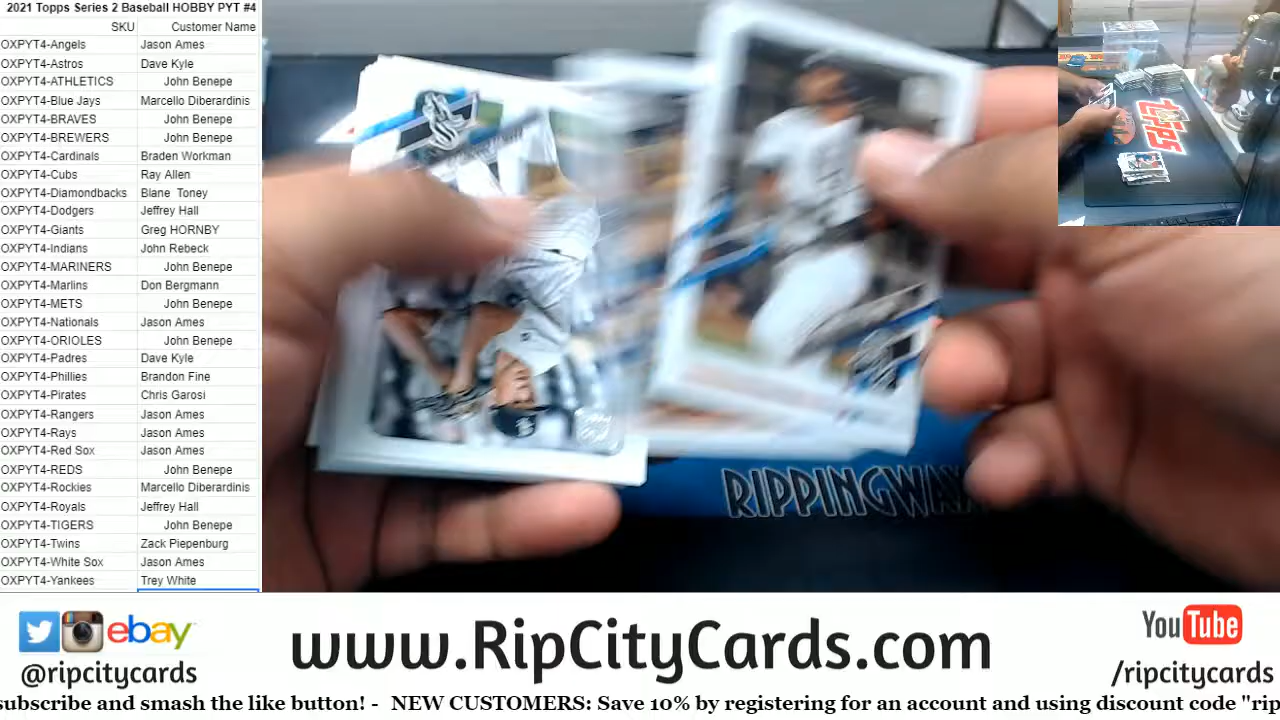 2021 Topps Series 2 Baseball HOBBY PYT #4
SKU Customer Name
OXPYT4-Angels Jason Ames
OXPYT4-Astros Dave Kyle
OXPYT4-ATHLETICS John Benepe
OXPYT4-Blue Jays Marcello Diberardinis
OXPYT4-BRAVES John Benepe
OXPYT4-BREWERS John Benepe
OXPYT4-Cardinals Braden Workman
OXPYT4-Cubs Ray Allen
OXPYT4-Diamondbacks Blane Toney
OXPYT4-Dodgers Jeffrey Hall
OXPYT4-Giants Greg HORNBY
OXPYT4-Indians John Rebeck
OXPYT4-MARINERS John Benepe
OXPYT4-Marlins Don Bergmann
OXPYT4-METS John Benepe
OXPYT4-Nationals Jason Ames
OXPYT4-ORIOLES John Benepe
OXPYT4-Padres Dave Kyle
OXPYT4-Phillies Brandon Fine
OXPYT4-Pirates Chris Garosi
OXPYT4-Rangers Jason Ames
OXPYT4-Rays Jason Ames
OXPYT4-Red Sox Jason Ames
OXPYT4-REDS John Benepe
OXPYT4-Rockies Marcello Diberardinis
OXPYT4-Royals Jeffrey Hall
OXPYT4-TIGERS John Benepe
OXPYT4-Twins Zack Piepenburg
OXPYT4-White Sox Jason Ames
OXPYT4-Yankees Trey White
topps
RIPPINGWAX
ebay
@ripcitycards
www.RipCityCards.com
YouTube
/ripcitycards
subscribe and smash the like button! - NEW CUSTOMERS: Save 10% by registering for an account and using discount code "rip